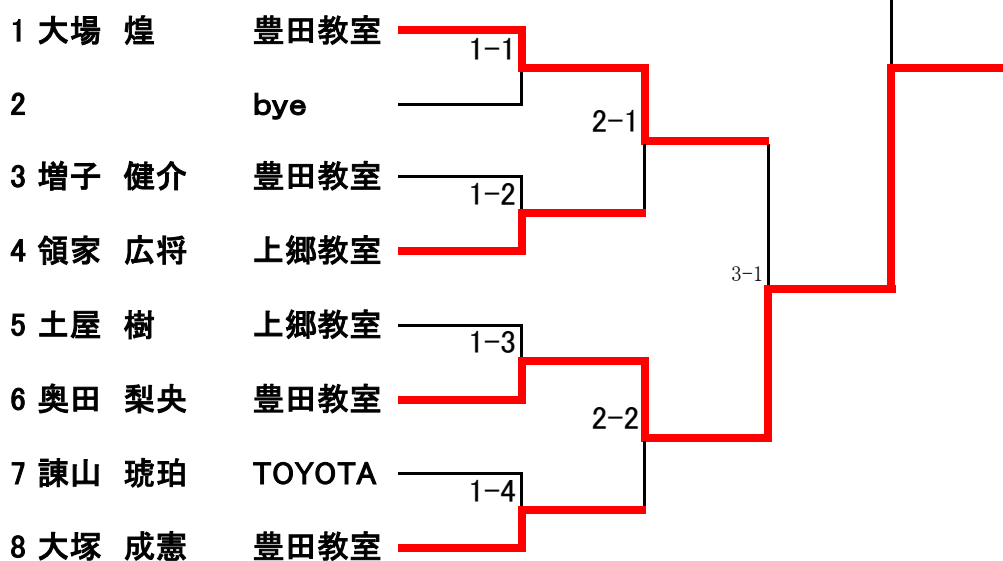 1 大場 煌 豊田教室
1-1
2 bye
2-1
3 増子 健介 豊田教室
1-2
4 領家 広将 上郷教室
3-1
5 土屋 樹 上郷教室
1-3
6 奥田 梨央 豊田教室
2-2
7 諌山 琥珀 TOYOTA
1-4
8 大塚 成憲 豊田教室